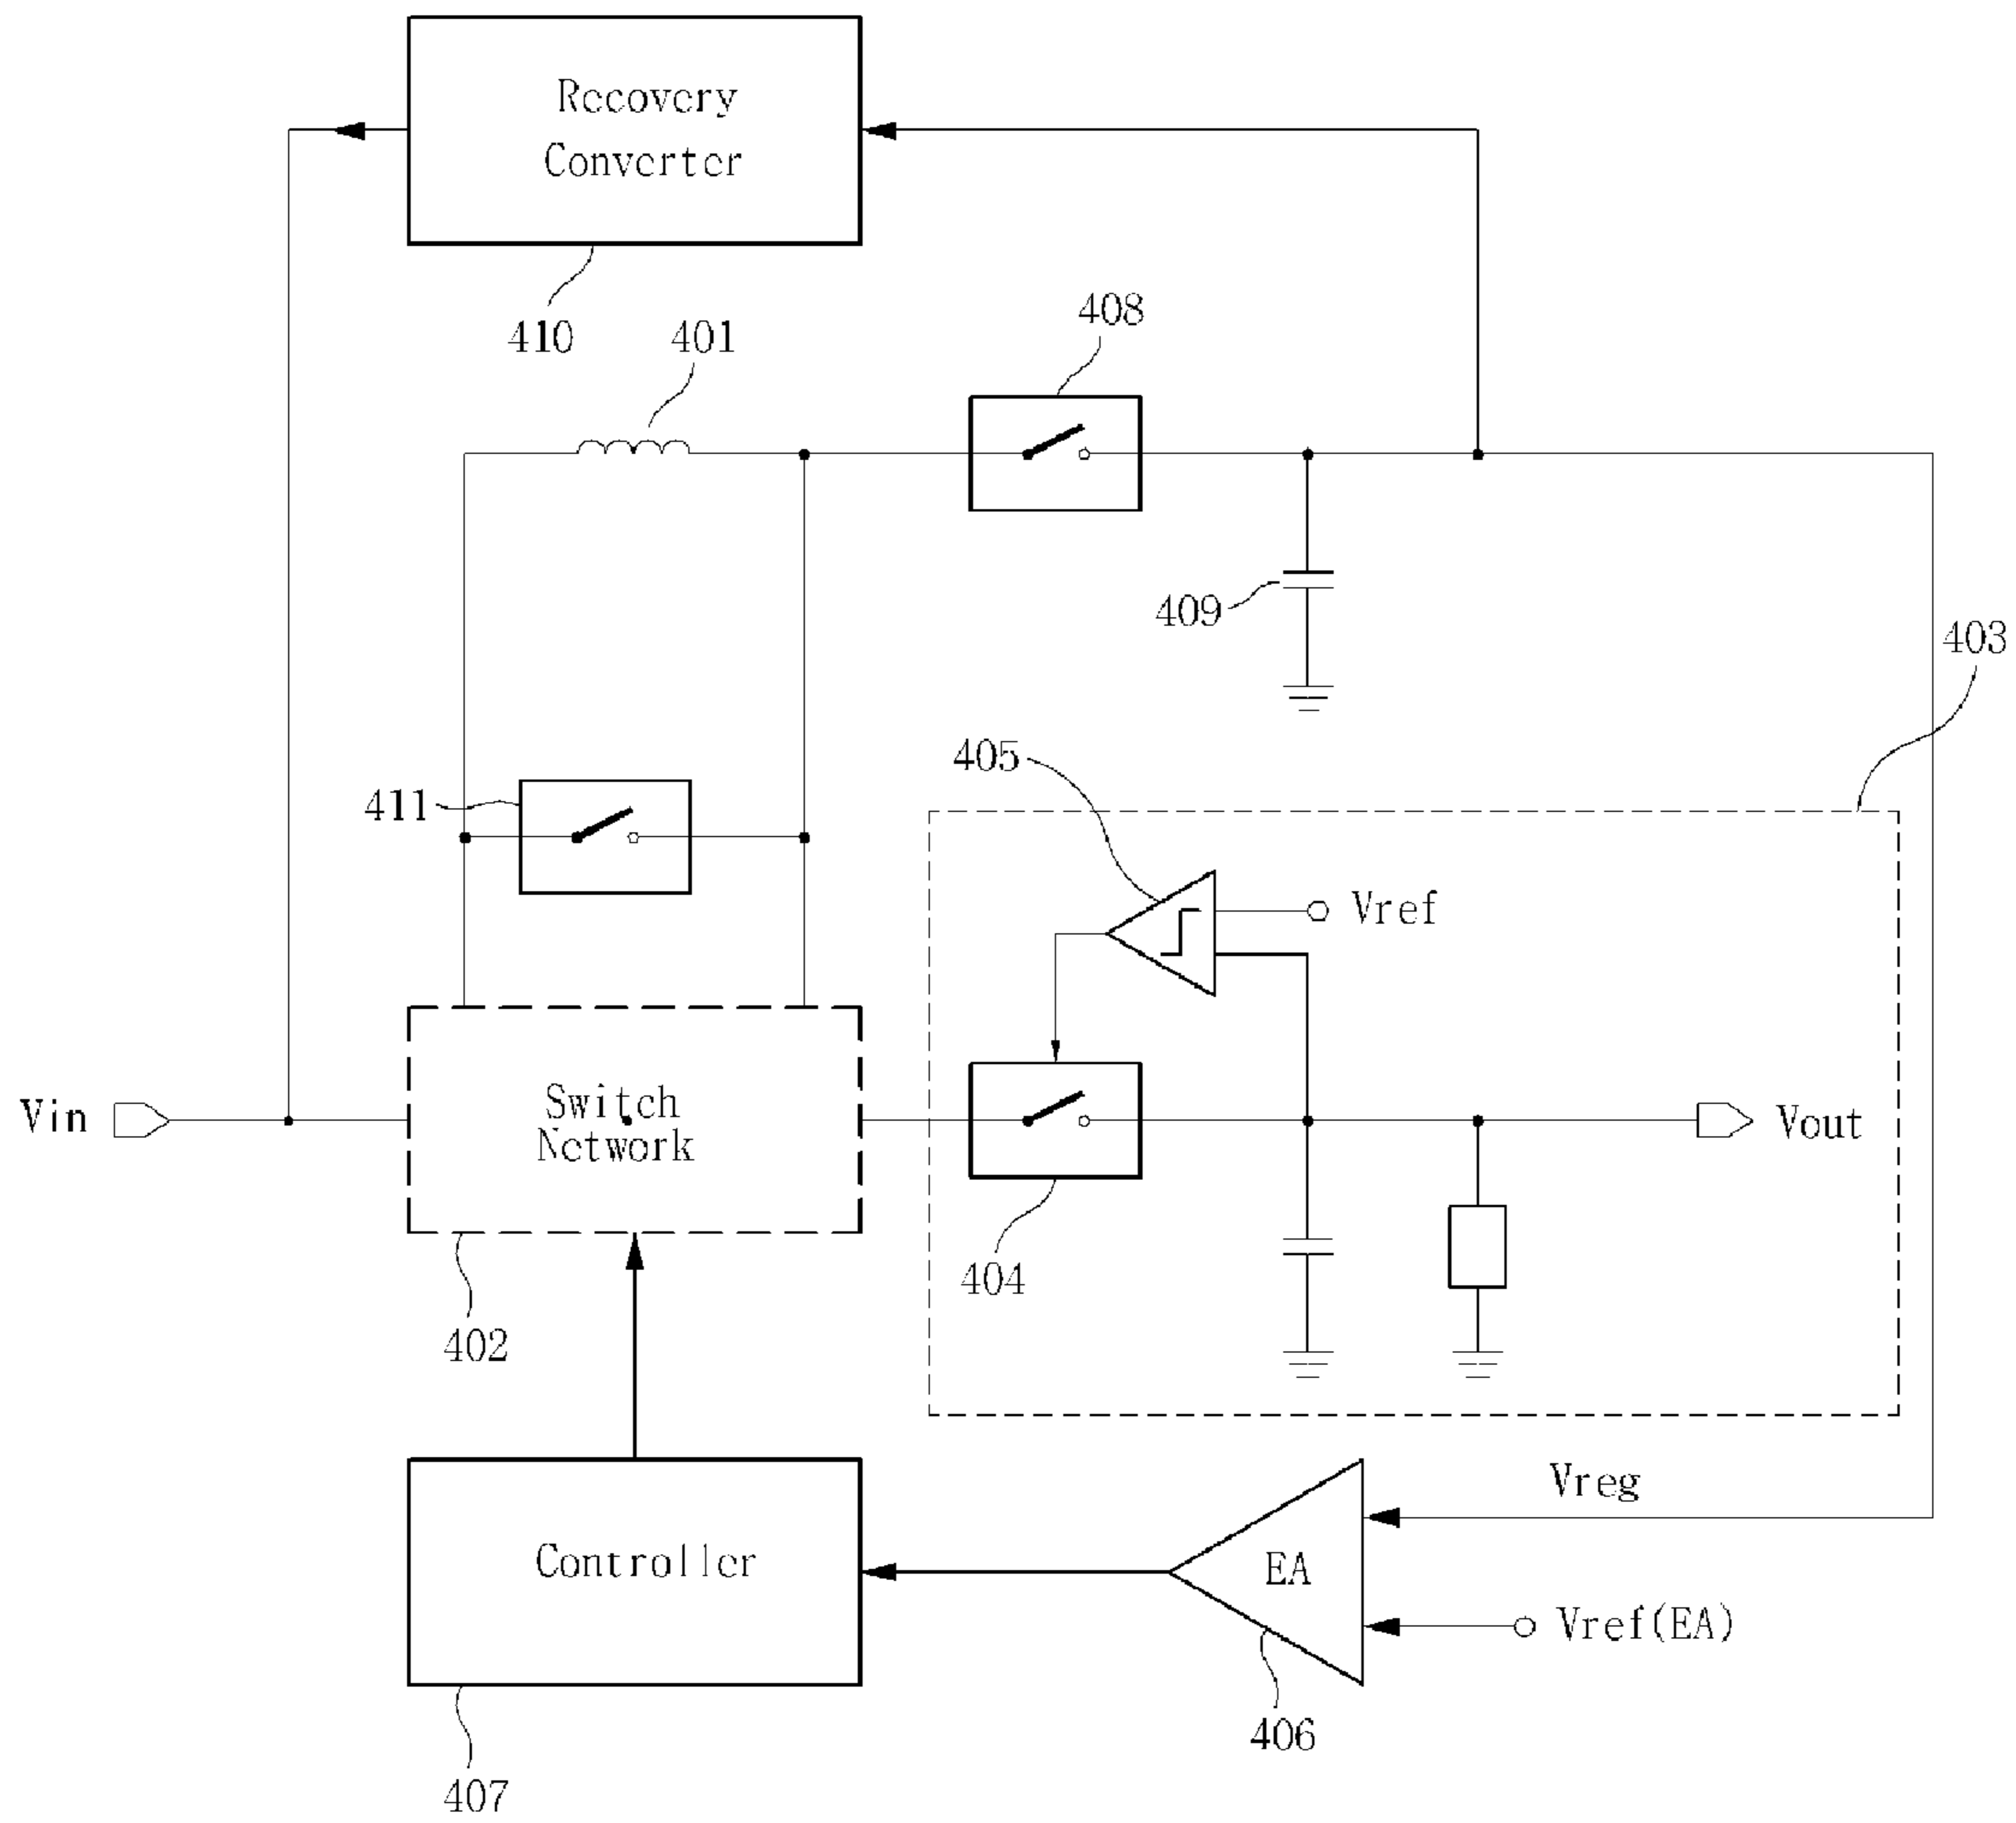 Recovery
Converter
410
401
408
409
403
405
411
Vref
Vin
Switch
Network
Vout
404
402
Vreg
Controller
EA
Vref(EA)
406
407